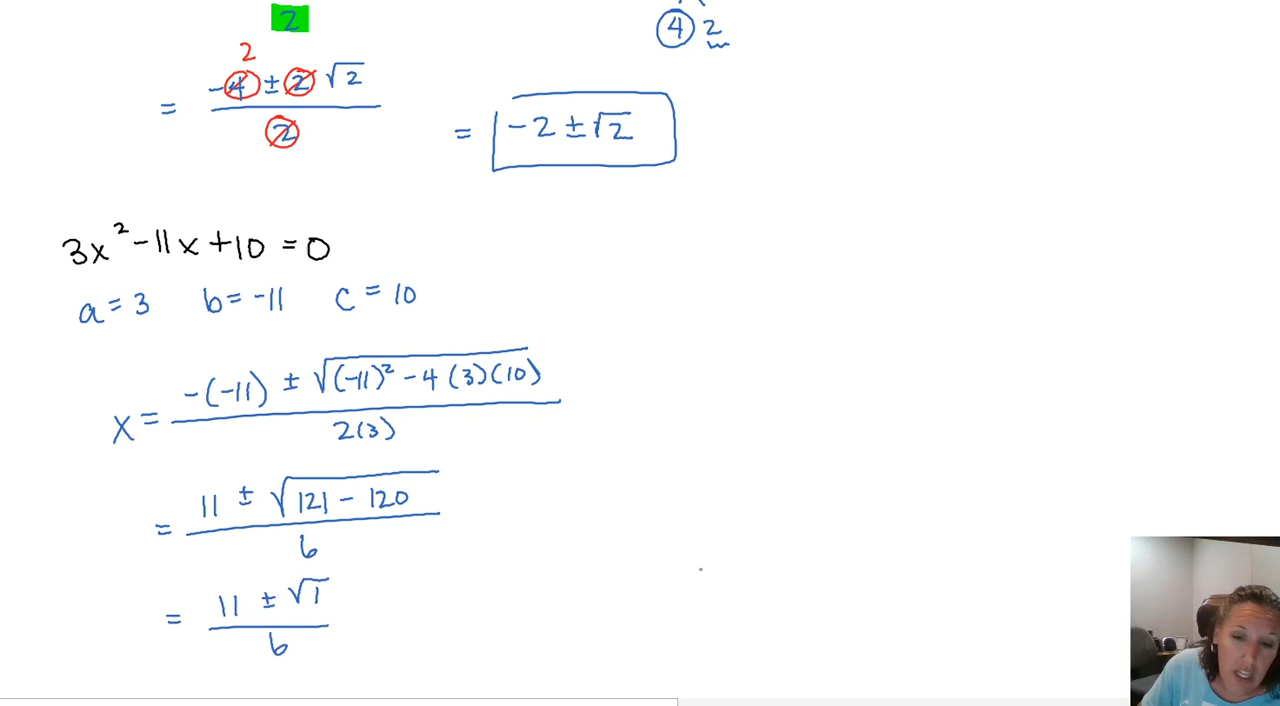 2
4 2
2
= (-4 ± 2√2)/2 = -2 ± √2
3x² - 11x + 10 = 0
a = 3 b = -11 c = 10
x = (-(-11) ± √((-11)² - 4(3)(10)))/2(3)
= (11 ± √(121 - 120))/6
= (11 ± √1)/6